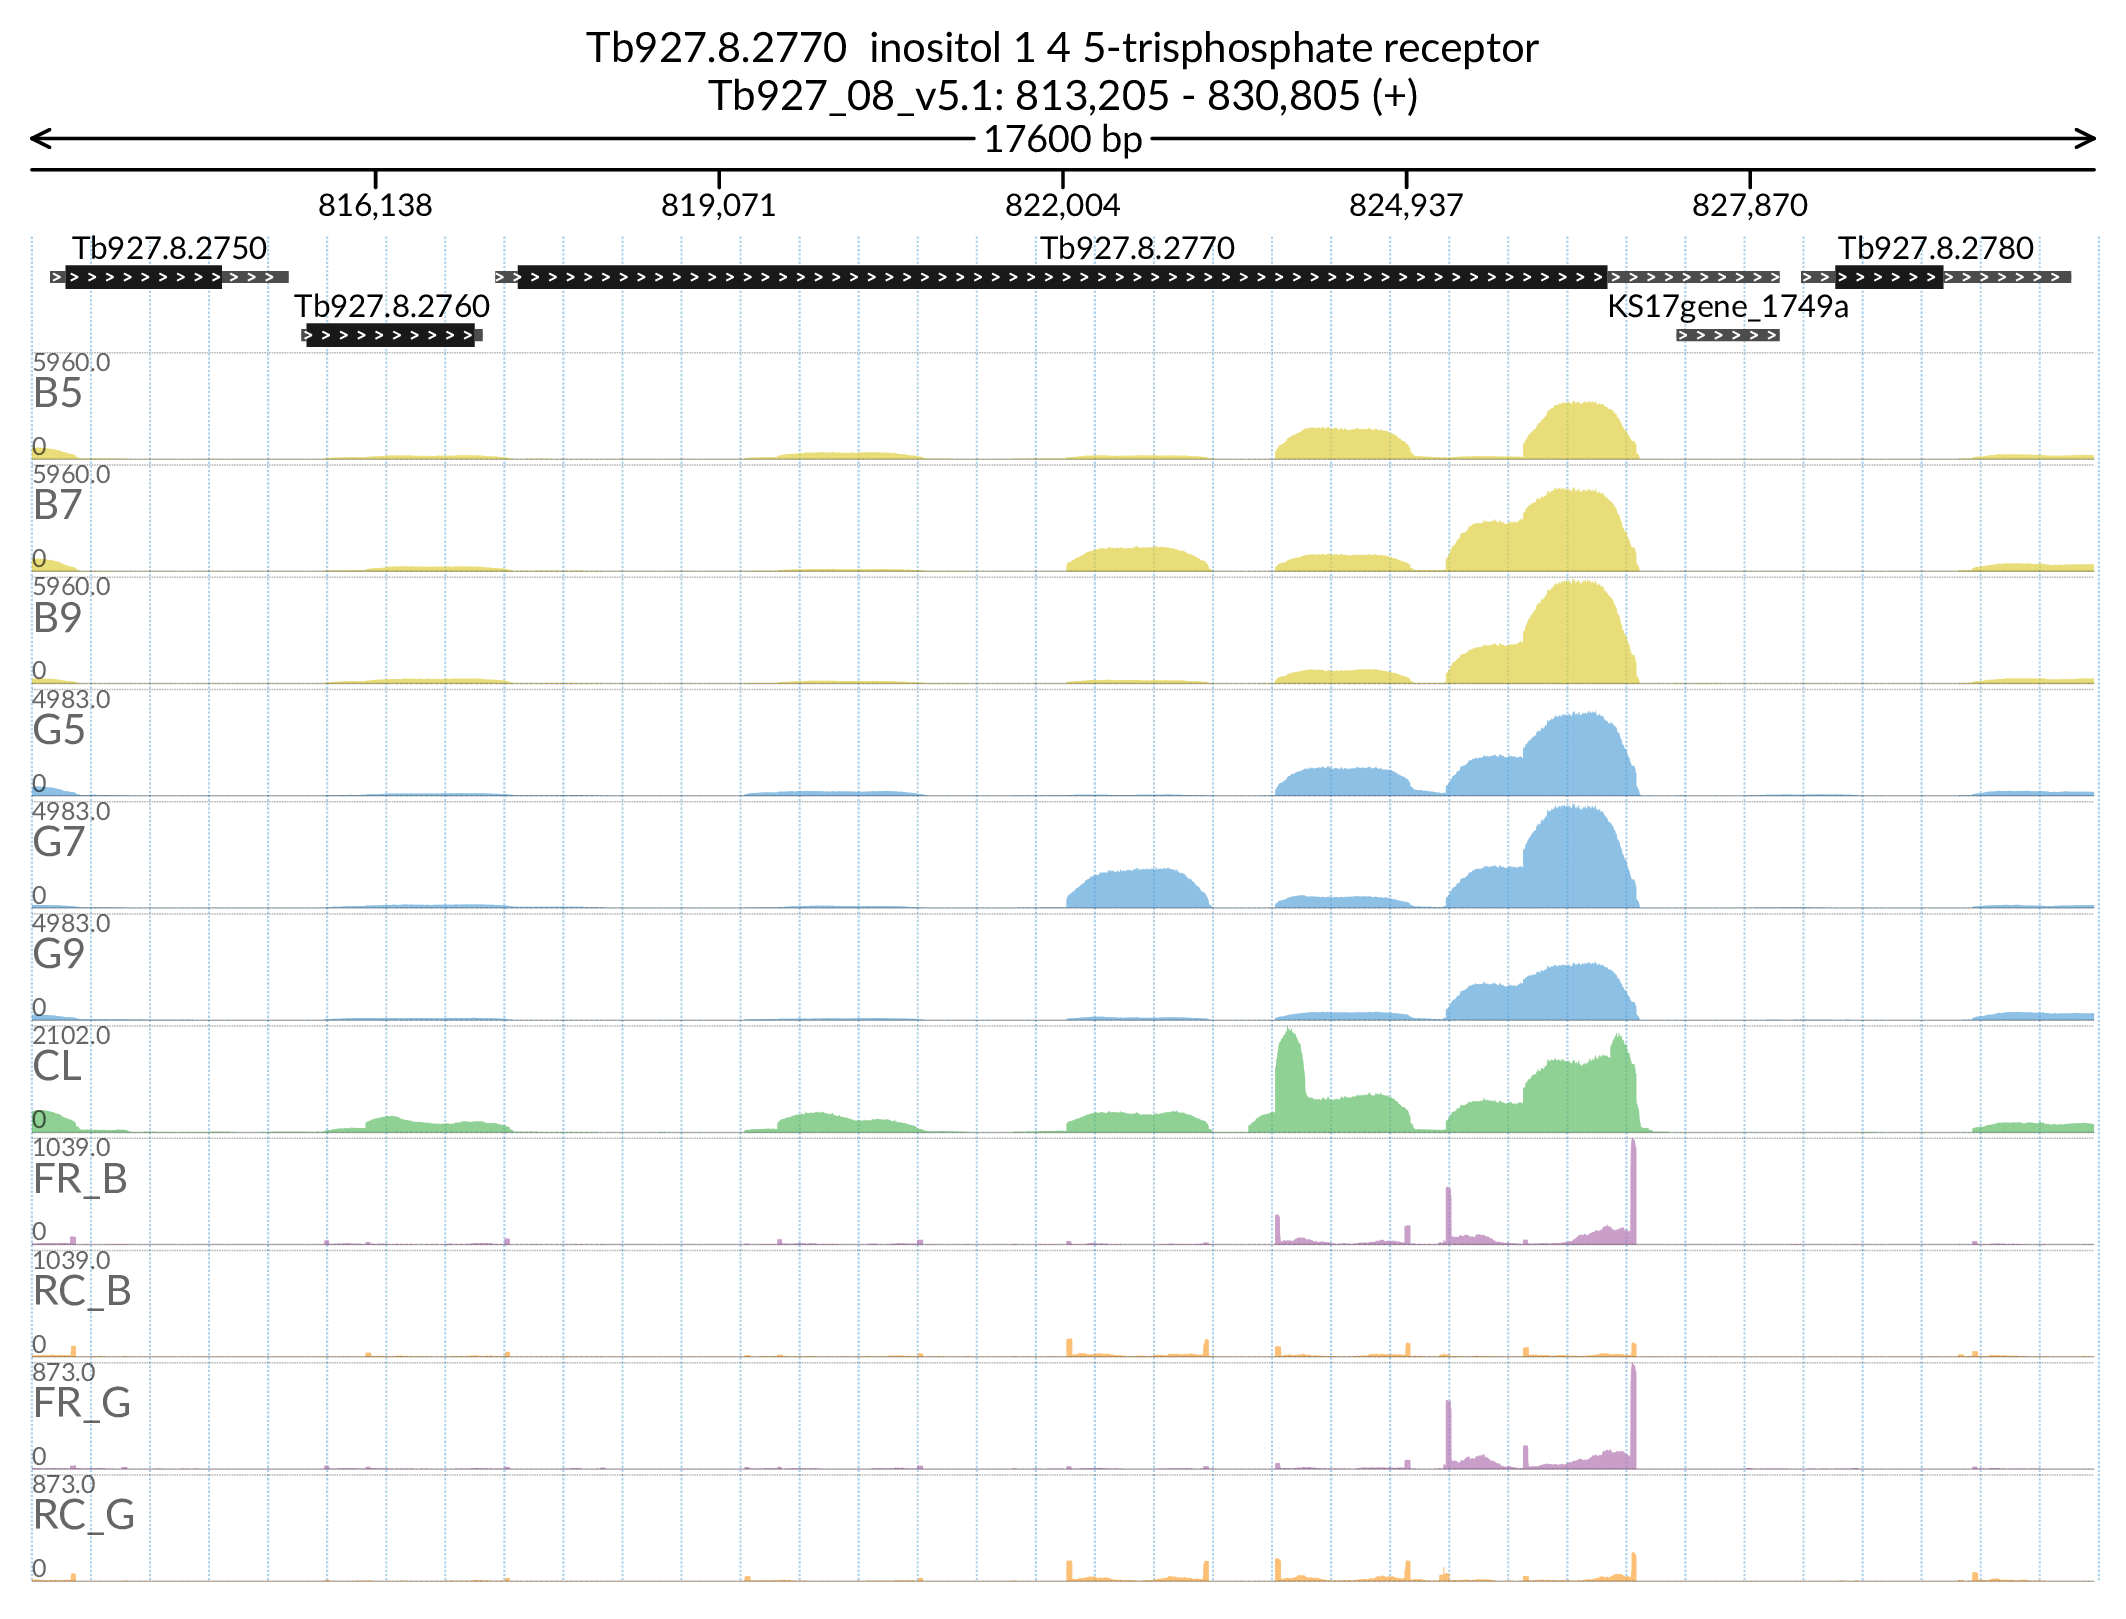 Tb927.8.2770  inositol 1 4 5-trisphosphate receptor
Tb927_08_v5.1: 813,205 - 830,805 (+)
17600 bp
816,138 819,071 822,004 824,937 827,870
Tb927.8.2750 Tb927.8.2770 Tb927.8.2780
Tb927.8.2760 KS17gene_1749a
5960.0
B5
0
5960.0
B7
0
5960.0
B9
0
4983.0
G5
0
4983.0
G7
0
4983.0
G9
0
2102.0
CL
0
1039.0
FR_B
0
1039.0
RC_B
0
873.0
FR_G
0
873.0
RC_G
0